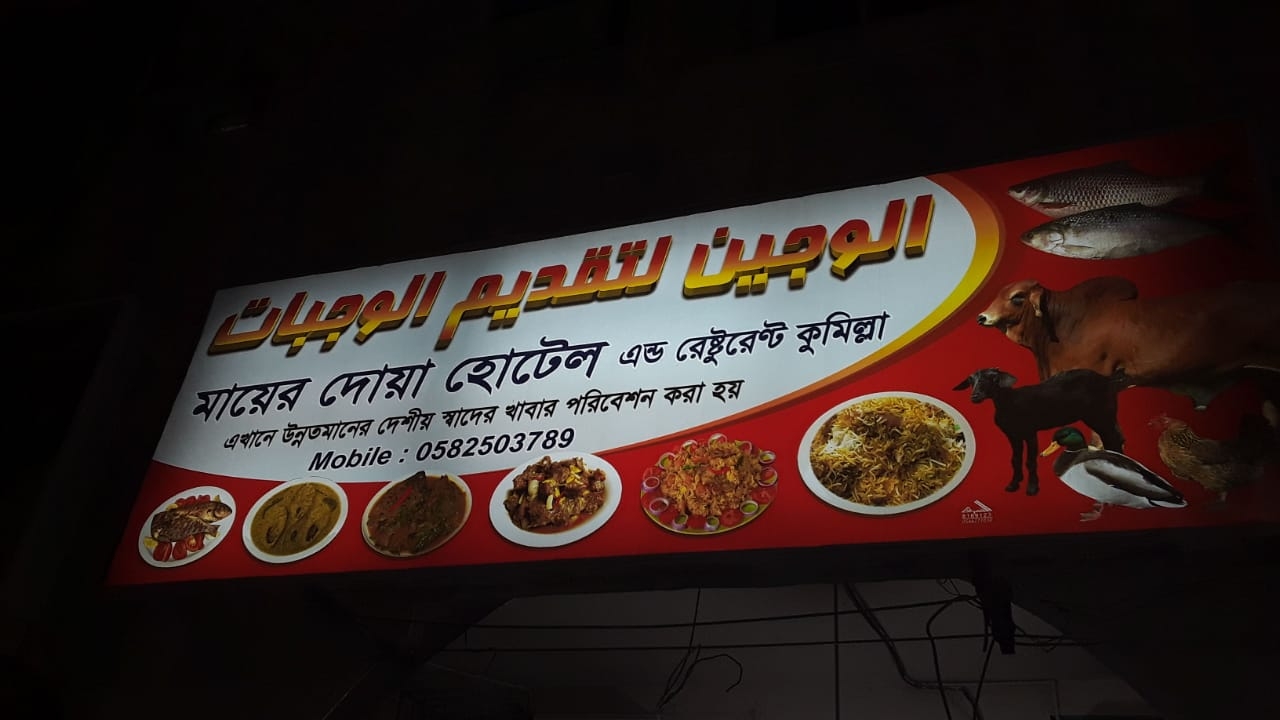 الوجين لتقديم الوجبات
মায়ের দোয়া হোটেল এন্ড রেষ্টুরেন্ট কুমিল্লা
এখানে উন্নতমানের দেশীয় স্বাদের খাবার পরিবেশন করা হয়
Mobile : 0582503789